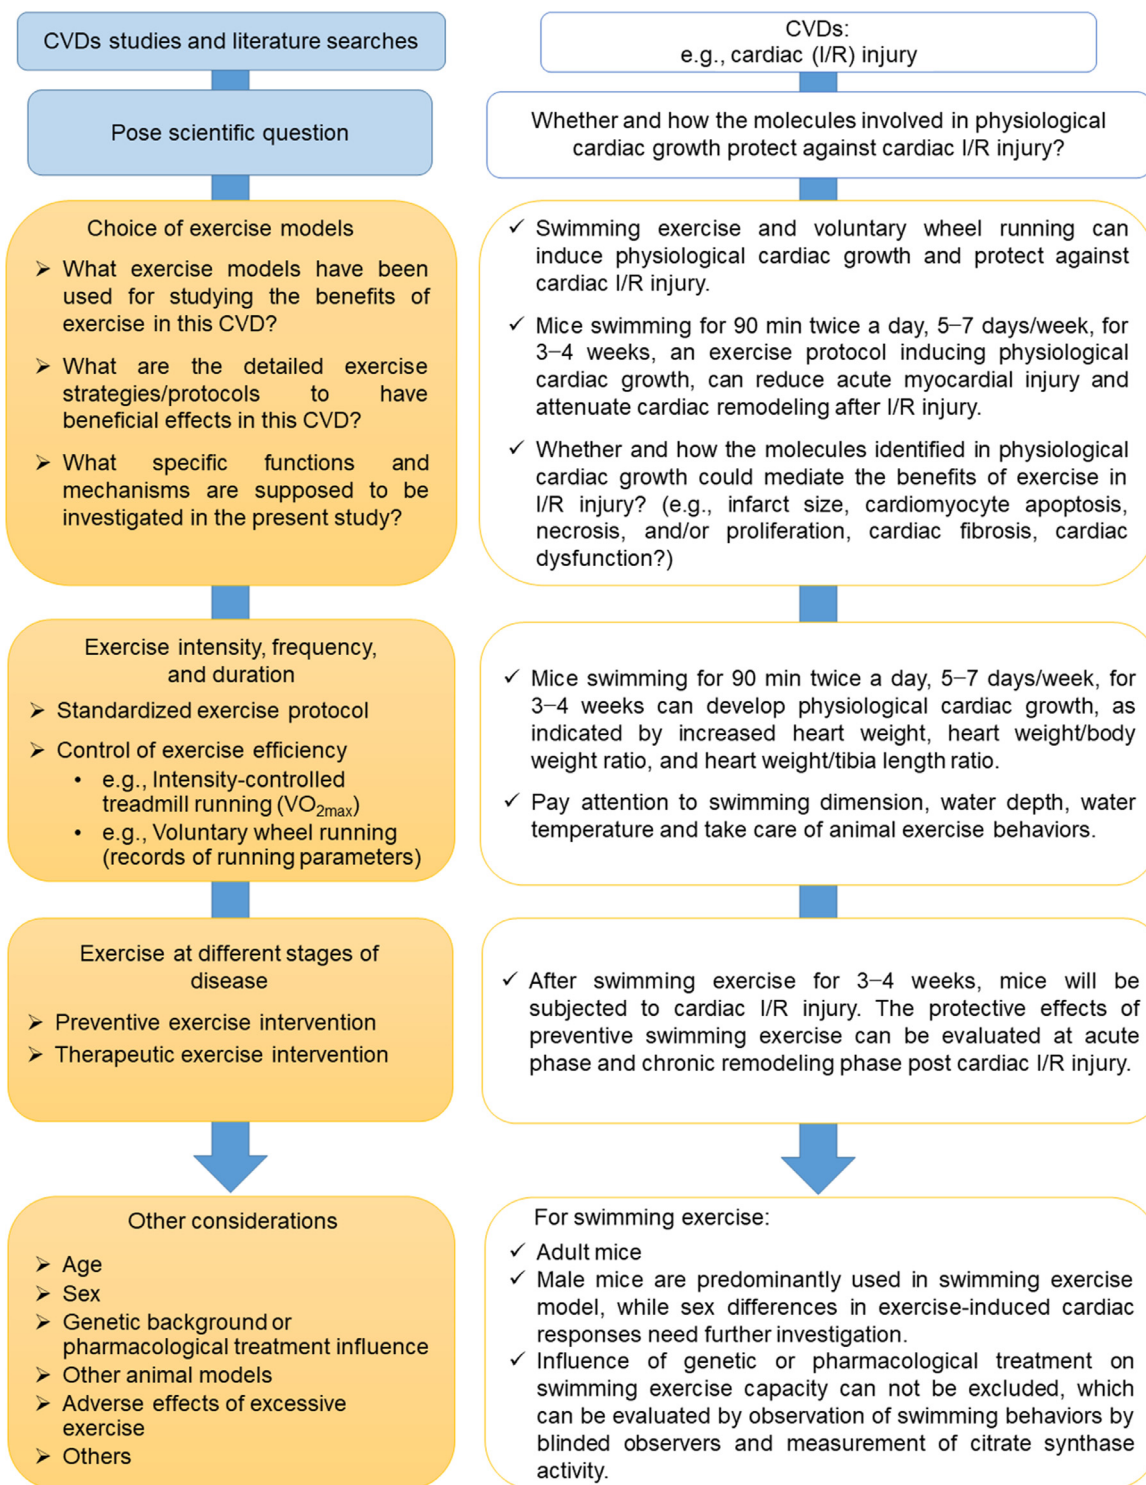 CVDs studies and literature searches
Pose scientific question
Choice of exercise models
➢ What exercise models have been
used for studying the benefits of
exercise in this CVD?
➢ What are the detailed exercise
strategies/protocols to have
beneficial effects in this CVD?
➢ What specific functions and
mechanisms are supposed to be
investigated in the present study?
Exercise intensity, frequency,
and duration
➢ Standardized exercise protocol
➢ Control of exercise efficiency
• e.g., Intensity-controlled
treadmill running (VO2max)
• e.g., Voluntary wheel running
(records of running parameters)
Exercise at different stages of
disease
➢ Preventive exercise intervention
➢ Therapeutic exercise intervention
Other considerations
➢ Age
➢ Sex
➢ Genetic background or
pharmacological treatment influence
➢ Other animal models
➢ Adverse effects of excessive
exercise
➢ Others
CVDs:
e.g., cardiac (I/R) injury
Whether and how the molecules involved in physiological
cardiac growth protect against cardiac I/R injury?
✓ Swimming exercise and voluntary wheel running can
induce physiological cardiac growth and protect against
cardiac I/R injury.
✓ Mice swimming for 90 min twice a day, 5–7 days/week, for
3–4 weeks, an exercise protocol inducing physiological
cardiac growth, can reduce acute myocardial injury and
attenuate cardiac remodeling after I/R injury.
✓ Whether and how the molecules identified in physiological
cardiac growth could mediate the benefits of exercise in
I/R injury? (e.g., infarct size, cardiomyocyte apoptosis,
necrosis, and/or proliferation, cardiac fibrosis, cardiac
dysfunction?)
✓ Mice swimming for 90 min twice a day, 5–7 days/week, for
3–4 weeks can develop physiological cardiac growth, as
indicated by increased heart weight, heart weight/body
weight ratio, and heart weight/tibia length ratio.
✓ Pay attention to swimming dimension, water depth, water
temperature and take care of animal exercise behaviors.
✓ After swimming exercise for 3–4 weeks, mice will be
subjected to cardiac I/R injury. The protective effects of
preventive swimming exercise can be evaluated at acute
phase and chronic remodeling phase post cardiac I/R injury.
For swimming exercise:
✓ Adult mice
✓ Male mice are predominantly used in swimming exercise
model, while sex differences in exercise-induced cardiac
responses need further investigation.
✓ Influence of genetic or pharmacological treatment on
swimming exercise capacity can not be excluded, which
can be evaluated by observation of swimming behaviors by
blinded observers and measurement of citrate synthase
activity.